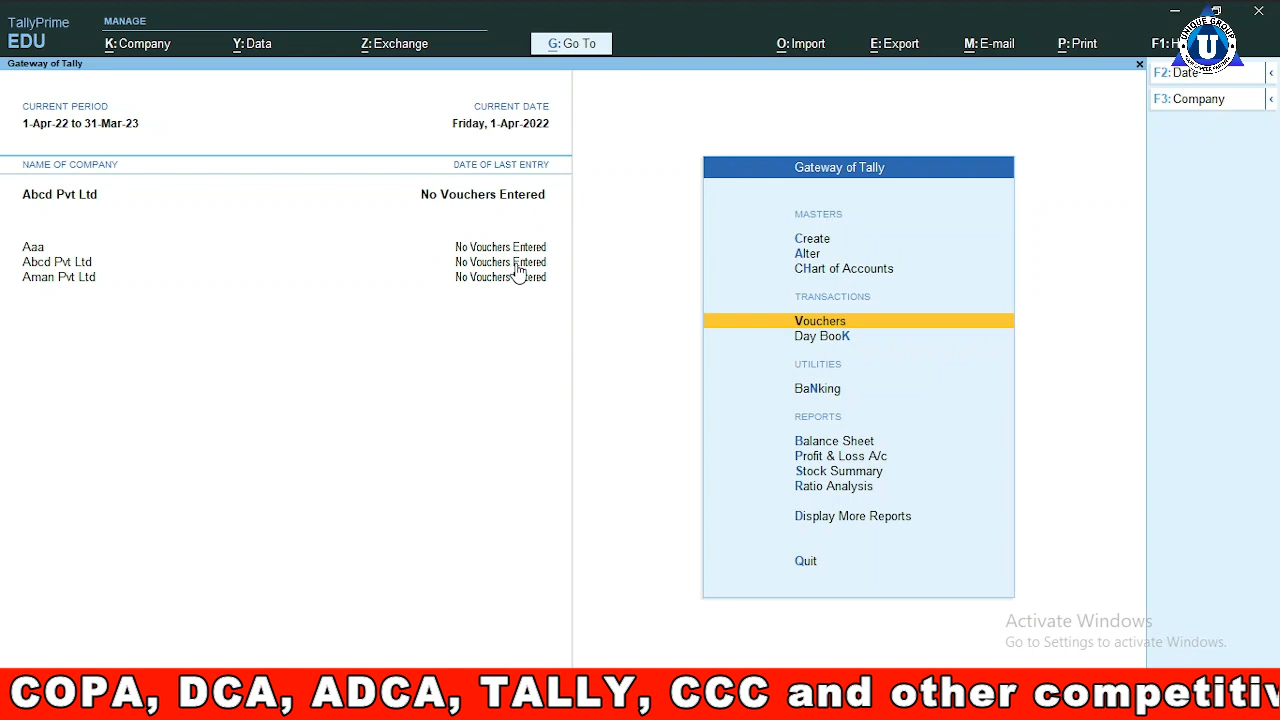 TallyPrime
EDU
MANAGE
K: Company
Y: Data
Z: Exchange
G: Go To
O: Import
E: Export
M: E-mail
P: Print
UNIQUE GROUP
U
Gateway of Tally
F2: Date
F3: Company
CURRENT PERIOD
CURRENT DATE
1-Apr-22 to 31-Mar-23
Friday, 1-Apr-2022
NAME OF COMPANY
DATE OF LAST ENTRY
Abcd Pvt Ltd
No Vouchers Entered
Aaa
No Vouchers Entered
Abcd Pvt Ltd
No Vouchers Entered
Aman Pvt Ltd
No Vouchers Entered
Gateway of Tally
MASTERS
Create
Alter
CHart of Accounts
TRANSACTIONS
Vouchers
Day BooK
UTILITIES
BaNking
REPORTS
Balance Sheet
Profit & Loss A/c
Stock Summary
Ratio Analysis
Display More Reports
Quit
Activate Windows
Go to Settings to activate Windows.
COPA, DCA, ADCA, TALLY, CCC and other competitiv